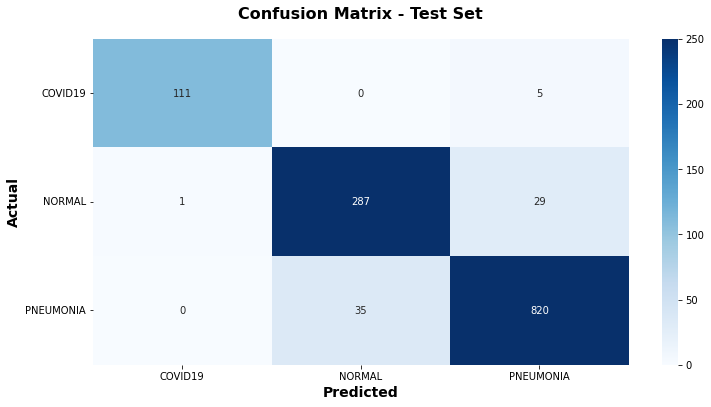 Confusion Matrix - Test Set
Actual
COVID19
111
0
5
NORMAL
1
287
29
PNEUMONIA
0
35
820
COVID19
NORMAL
PNEUMONIA
Predicted
250
200
150
100
50
0